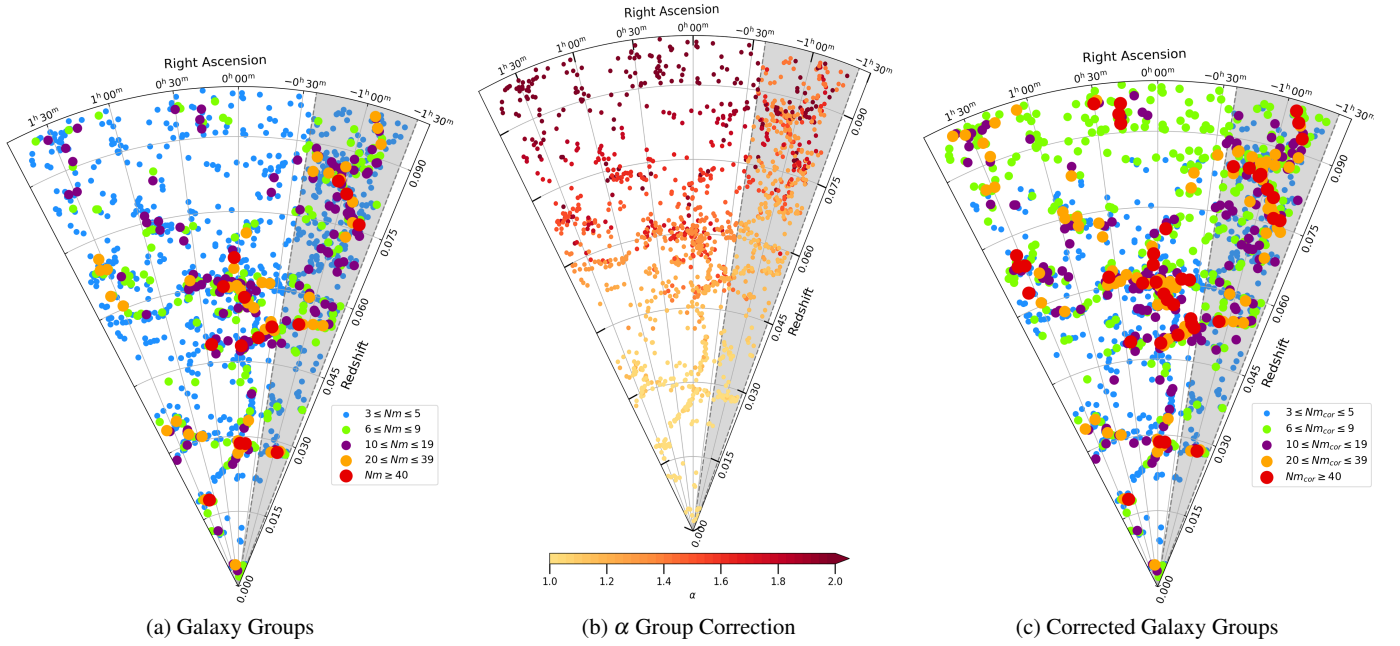 Right Ascension
1ʰ 30ᵐ
1ʰ 00ᵐ
0ʰ 30ᵐ
0ʰ 00ᵐ
−0ʰ 30ᵐ
−1ʰ 00ᵐ
−1ʰ 30ᵐ
0.090
0.075
0.060
0.045
0.030
0.015
0.000
Redshift
3 ≤ Nm ≤ 5
6 ≤ Nm ≤ 9
10 ≤ Nm ≤ 19
20 ≤ Nm ≤ 39
Nm ≥ 40
(a) Galaxy Groups
Right Ascension
1ʰ 30ᵐ
1ʰ 00ᵐ
0ʰ 30ᵐ
0ʰ 00ᵐ
−0ʰ 30ᵐ
−1ʰ 00ᵐ
−1ʰ 30ᵐ
0.090
0.075
0.060
0.045
0.030
0.015
0.000
Redshift
1.0 1.2 1.4 1.6 1.8 2.0
α
(b) α Group Correction
Right Ascension
1ʰ 30ᵐ
1ʰ 00ᵐ
0ʰ 30ᵐ
0ʰ 00ᵐ
−0ʰ 30ᵐ
−1ʰ 00ᵐ
−1ʰ 30ᵐ
0.090
0.075
0.060
0.045
0.030
0.015
0.000
Redshift
3 ≤ Nm_cor ≤ 5
6 ≤ Nm_cor ≤ 9
10 ≤ Nm_cor ≤ 19
20 ≤ Nm_cor ≤ 39
Nm_cor ≥ 40
(c) Corrected Galaxy Groups